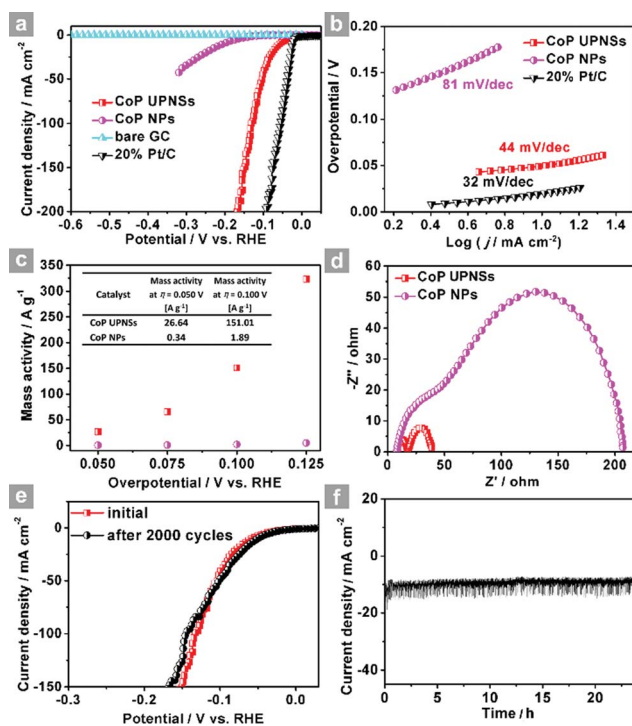 a
Current density / mA cm⁻²
0
-50
-100
-150
-200
CoP UPNSs
CoP NPs
bare GC
20% Pt/C
-0.6 -0.5 -0.4 -0.3 -0.2 -0.1 0.0
Potential / V vs. RHE
b
Overpotential / V
0.20
0.15
0.10
0.05
0.00
CoP UPNSs
CoP NPs
20% Pt/C
81 mV/dec
44 mV/dec
32 mV/dec
0.2 0.4 0.6 0.8 1.0 1.2 1.4
Log ( j / mA cm⁻²)
c
Mass activity / A g⁻¹
350
300
250
200
150
100
50
0
Catalyst
Mass activity at η = 0.050 V [A g⁻¹]
Mass activity at η = 0.100 V [A g⁻¹]
CoP UPNSs 26.64 151.01
CoP NPs 0.34 1.89
0.050 0.075 0.100 0.125
Overpotential / V vs. RHE
d
-Z'' / ohm
-50
-40
-30
-20
-10
0
CoP UPNSs
CoP NPs
0 50 100 150 200
Z' / ohm
e
Current density / mA cm⁻²
0
-50
-100
-150
initial
after 2000 cycles
-0.3 -0.2 -0.1 0.0
Potential / V vs. RHE
f
Current density / mA cm⁻²
20
0
-20
-40
0 5 10 15 20
Time / h